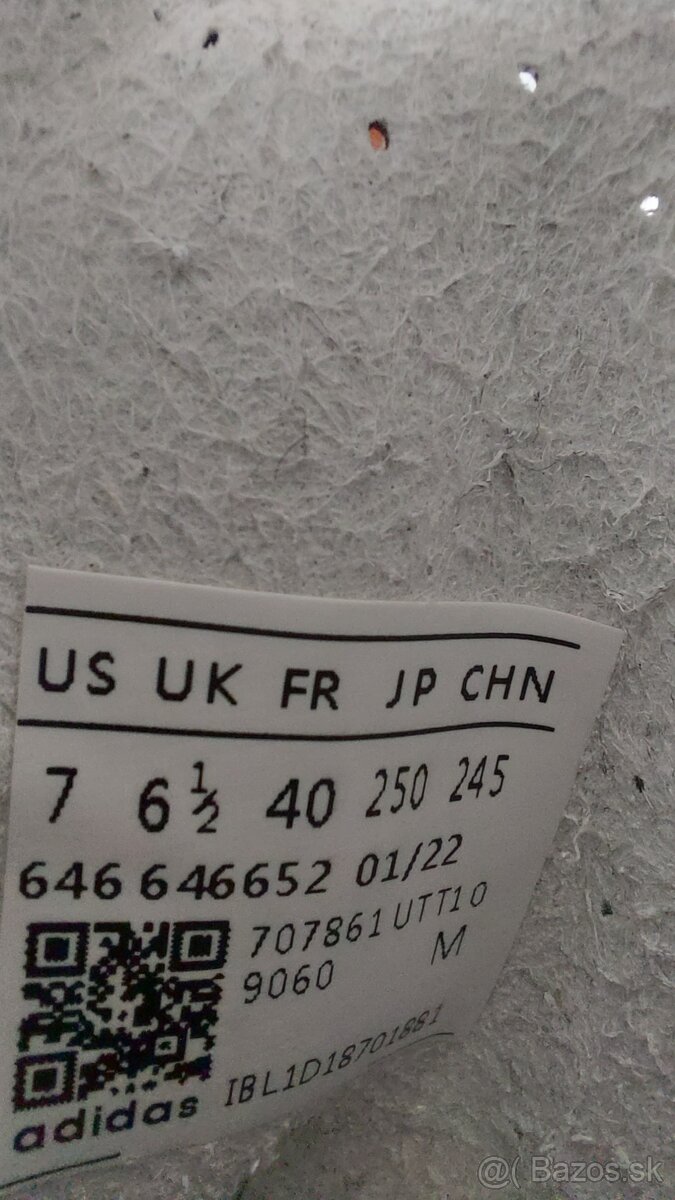 US UK FR JP CHN
7 6½ 40 250 245
646 646652 01/22
707861 UTT10
9060 M
IBL1D18701881
adidas
@( Bazos.sk